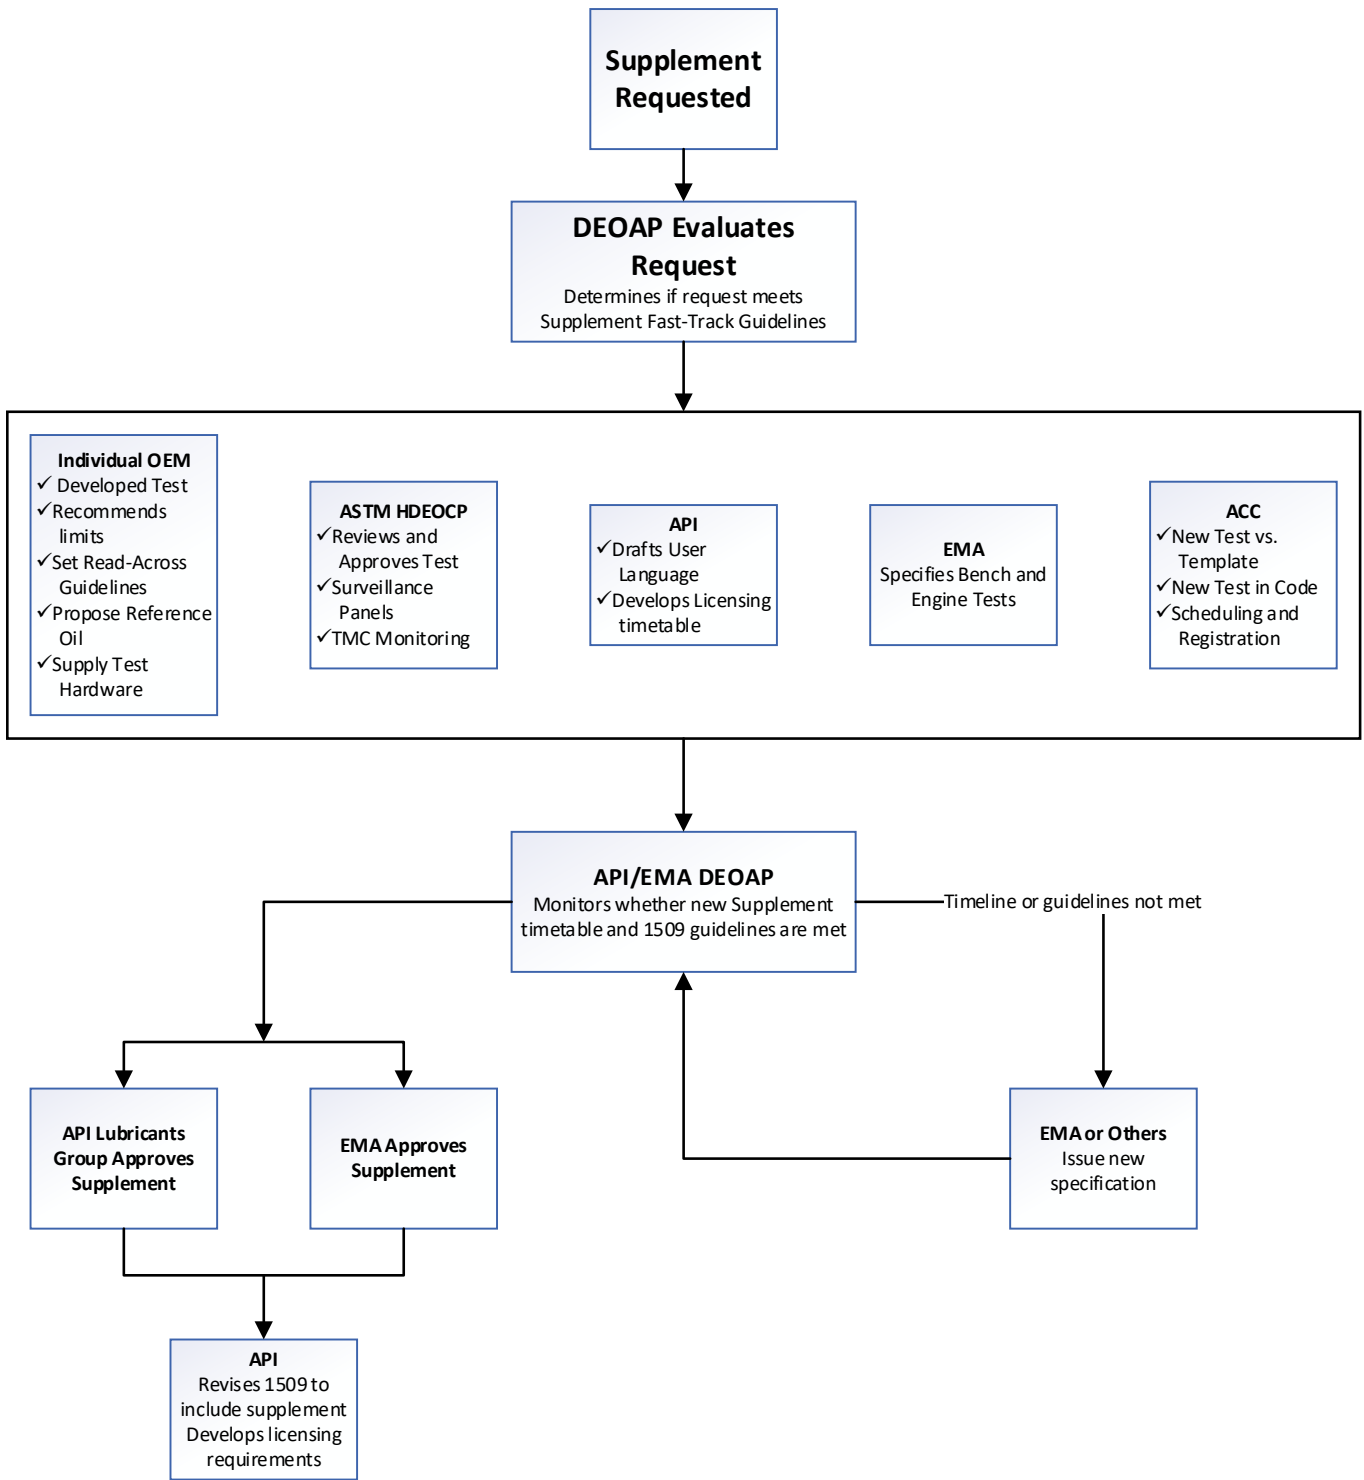 Supplement
Requested
DEOAP Evaluates
Request
Determines if request meets
Supplement Fast-Track Guidelines
Individual OEM
✓ Developed Test
✓ Recommends
limits
✓ Set Read-Across
Guidelines
✓ Propose Reference
Oil
✓ Supply Test
Hardware
ASTM HDEOCP
✓ Reviews and
Approves Test
✓ Surveillance
Panels
✓ TMC Monitoring
API
✓ Drafts User
Language
✓ Develops Licensing
timetable
EMA
Specifies Bench and
Engine Tests
ACC
✓ New Test vs.
Template
✓ New Test in Code
✓ Scheduling and
Registration
API/EMA DEOAP
Monitors whether new Supplement
timetable and 1509 guidelines are met
Timeline or guidelines not met
API Lubricants
Group Approves
Supplement
EMA Approves
Supplement
EMA or Others
Issue new
specification
API
Revises 1509 to
include supplement
Develops licensing
requirements